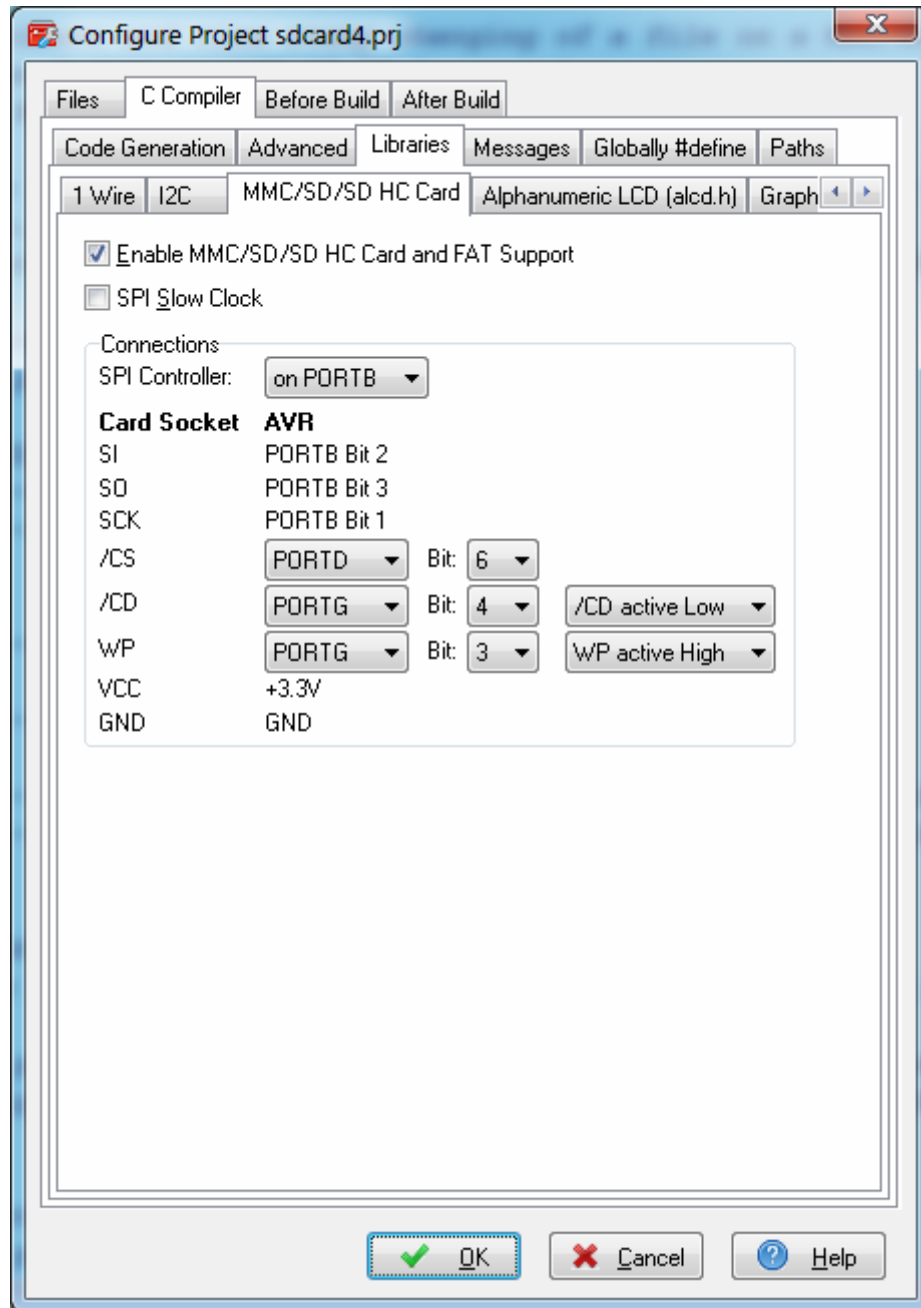 Configure Project sdcard4.prj
Files C Compiler Before Build After Build
Code Generation Advanced Libraries Messages Globally #define Paths
1 Wire I2C MMC/SD/SD HC Card Alphanumeric LCD (alcd.h) Graph
Enable MMC/SD/SD HC Card and FAT Support
SPI Slow Clock
Connections
SPI Controller: on PORTB
Card Socket AVR
SI PORTB Bit 2
SO PORTB Bit 3
SCK PORTB Bit 1
/CS PORTD Bit: 6
/CD PORTG Bit: 4 /CD active Low
WP PORTG Bit: 3 WP active High
VCC +3.3V
GND GND
OK Cancel Help